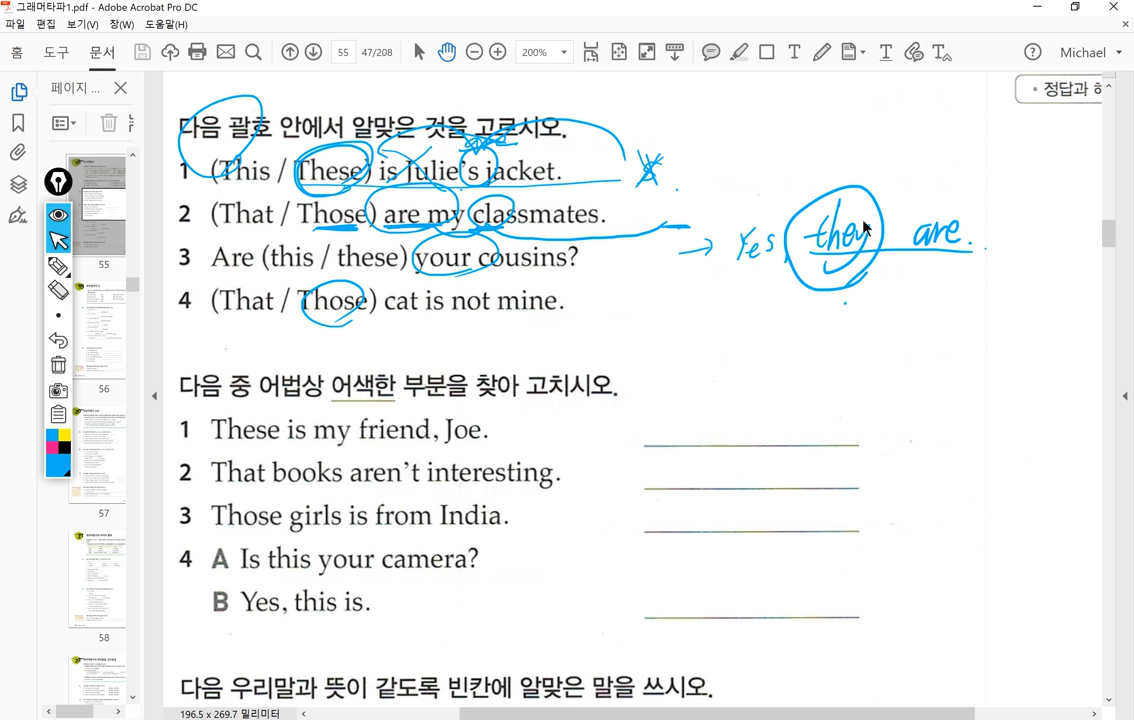 그래머타파1.pdf - Adobe Acrobat Pro DC
파일 편집 보기(V) 창(W) 도움말(H)
홈 도구 문서 55 47/208 200% Michael
페이지 ...
정답과 하
다음 괄호 안에서 알맞은 것을 고르시오.
1 (This / These) is Julie's jacket.
2 (That / Those) are my classmates.
→ Yes, they are.
3 Are (this / these) your cousins?
4 (That / Those) cat is not mine.
55
다음 중 어법상 어색한 부분을 찾아 고치시오.
56
1 These is my friend, Joe.
2 That books aren't interesting.
57
3 Those girls is from India.
4 A Is this your camera?
B Yes, this is.
58
다음 우리말과 뜻이 같도록 빈칸에 알맞은 말을 쓰시오.
196.5 x 269.7 밀리미터